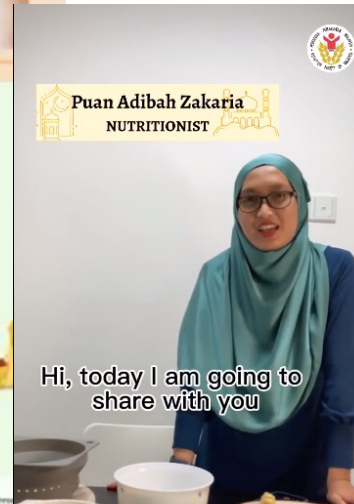 Puan Adibah Zakaria
NUTRITIONIST
Hi, today I am going to
share with you